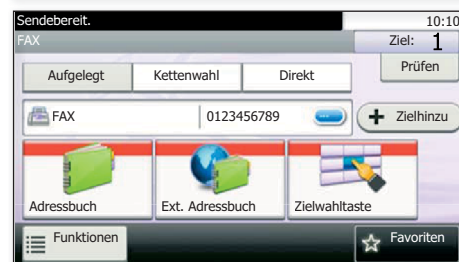 Sendebereit. 10:10
FAX Ziel: 1
Aufgelegt Kettenwahl Direkt Prüfen
FAX 0123456789 + Zielhinzu
Adressbuch Ext. Adressbuch Zielwahltaste
Funktionen Favoriten